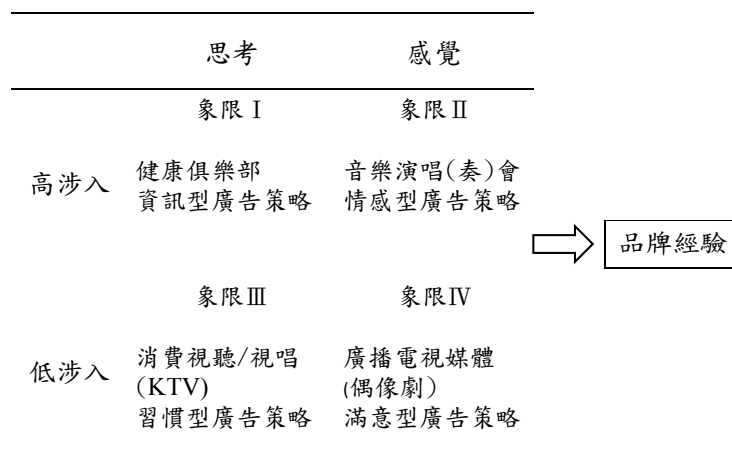 思考 感覺
象限Ⅰ 象限Ⅱ
高涉入 健康俱樂部 音樂演唱(奏)會
資訊型廣告策略 情感型廣告策略
品牌經驗
象限Ⅲ 象限Ⅳ
低涉入 消費視聽/視唱 廣播電視媒體
(KTV) (偶像劇)
習慣型廣告策略 滿意型廣告策略